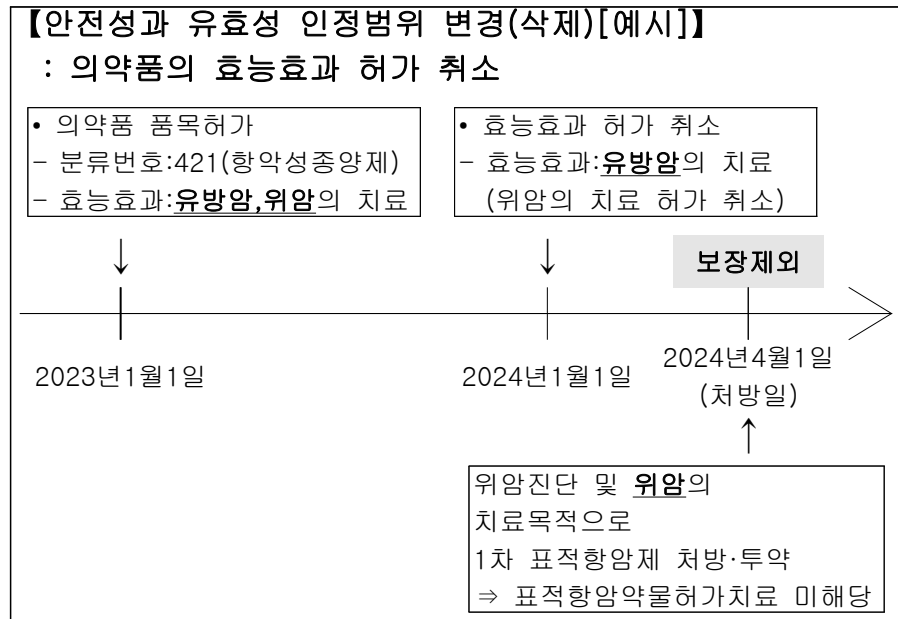 【안전성과 유효성 인정범위 변경(삭제)[예시]】
: 의약품의 효능효과 허가 취소
• 의약품 품목허가
- 분류번호:421(항악성종양제)
- 효능효과:유방암,위암의 치료
• 효능효과 허가 취소
- 효능효과:유방암의 치료
(위암의 치료 허가 취소)
↓
↓
보장제외
2023년1월1일
2024년1월1일
2024년4월1일
(처방일)
↑
위암진단 및 위암의
치료목적으로
1차 표적항암제 처방·투약
⇒ 표적항암약물허가치료 미해당